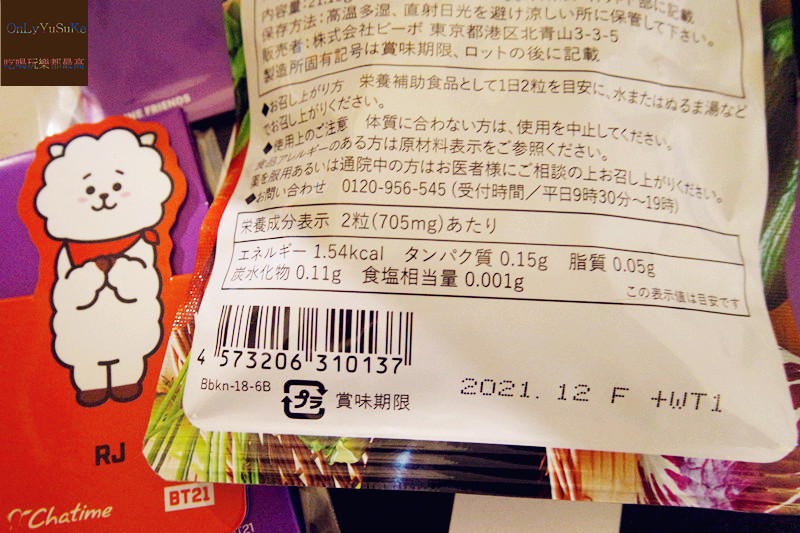 OnLyYuSuKe
吃喝玩樂都最高
NE FRIENDS
RJ
Chatime
BT21
BT21
保存方法:高温多湿、直射日光を避け涼しい所に保管して下さい。
販売者:株式会社ビーボ 東京都港区北青山3-3-5
製造所固有記号は賞味期限、ロットの後に記載
◆お召し上がり方 栄養補助食品として1日2粒を目安に、水またはぬるま湯など
でお召し上がりください。
◆使用上のご注意 体質に合わない方は、使用を中止してください。
食品アレルギーのある方は原材料表示をご参照ください。
薬を服用あるいは通院中の方はお医者様にご相談の上お召し上がりください。
◆お問い合わせ 0120-956-545(受付時間/平日9時30分〜19時)
栄養成分表示 2粒(705mg)あたり
エネルギー 1.54kcal タンパク質 0.15g 脂質 0.05g
炭水化物 0.11g 食塩相当量 0.001g
この表示値は目安です
4 573206 310137
Bbkn-18-6B
プラ
賞味期限
2021.12 F +WT1